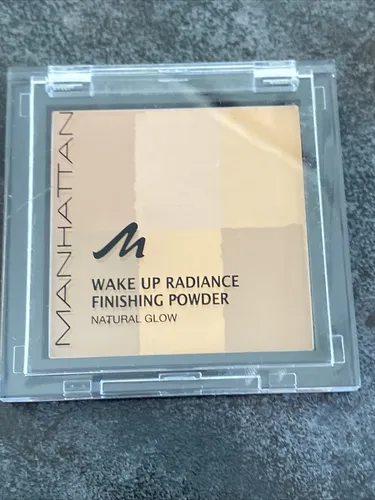 MANHATTAN
M
WAKE UP RADIANCE
FINISHING POWDER
NATURAL GLOW